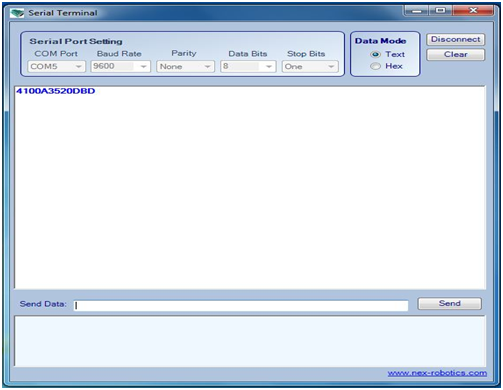 Serial Terminal
Serial Port Setting
COM Port Baud Rate Parity Data Bits Stop Bits
COM5 9600 None 8 One
Data Mode
Text
Hex
Disconnect
Clear
4100A3520DBD
Send Data:
Send
www.nex-robotics.com